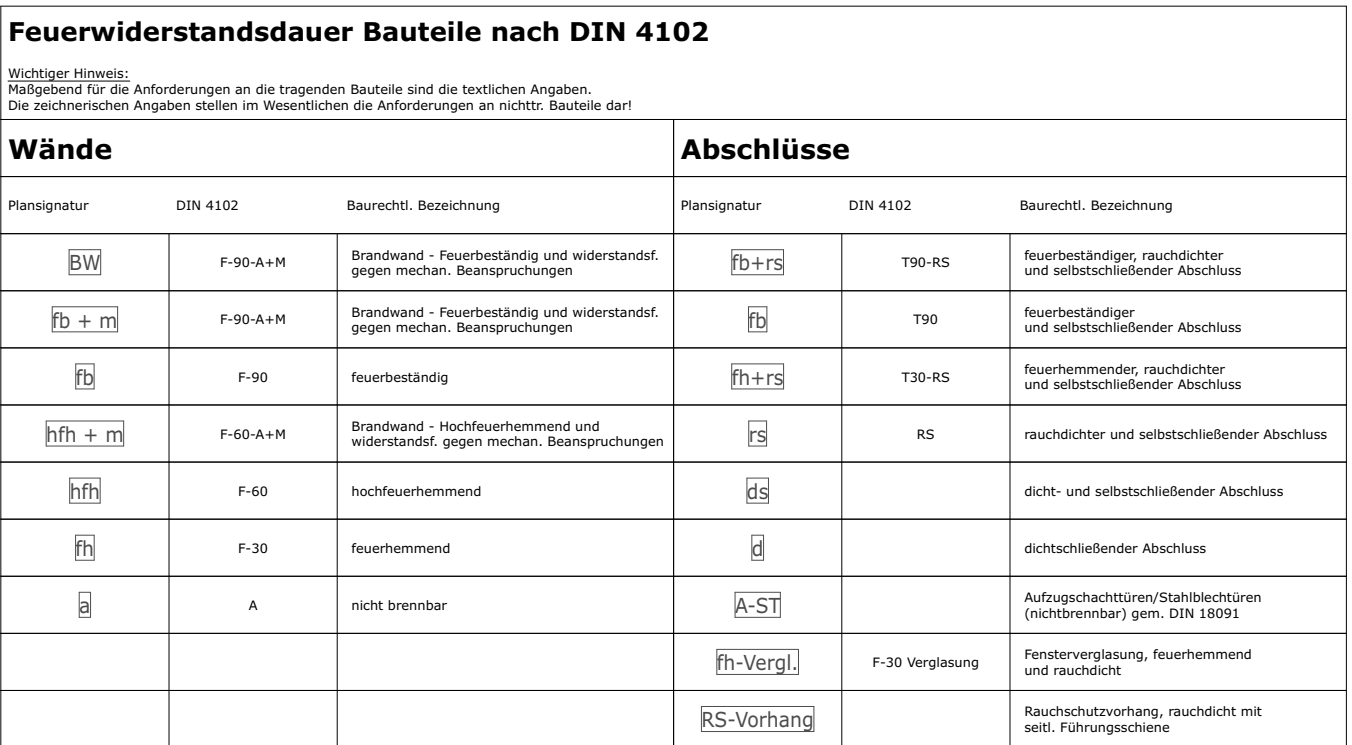 Feuerwiderstandsdauer Bauteile nach DIN 4102
Wichtiger Hinweis:
Maßgebend für die Anforderungen an die tragenden Bauteile sind die textlichen Angaben.
Die zeichnerischen Angaben stellen im Wesentlichen die Anforderungen an nichttr. Bauteile dar!
Wände
Plansignatur DIN 4102 Baurechtl. Bezeichnung
BW F-90-A+M Brandwand - Feuerbeständig und widerstandsf.
gegen mechan. Beanspruchungen
fb + m F-90-A+M Brandwand - Feuerbeständig und widerstandsf.
gegen mechan. Beanspruchungen
fb F-90 feuerbeständig
hfh + m F-60-A+M Brandwand - Hochfeuerhemmend und
widerstandsf. gegen mechan. Beanspruchungen
hfh F-60 hochfeuerhemmend
fh F-30 feuerhemmend
a A nicht brennbar
Abschlüsse
Plansignatur DIN 4102 Baurechtl. Bezeichnung
fb+rs T90-RS feuerbeständiger, rauchdichter
und selbstschließender Abschluss
fb T90 feuerbeständiger
und selbstschließender Abschluss
fh+rs T30-RS feuerhemmender, rauchdichter
und selbstschließender Abschluss
rs RS rauchdichter und selbstschließender Abschluss
ds dicht- und selbstschließender Abschluss
d dichtschließender Abschluss
A-ST Aufzugschachttüren/Stahlblechtüren
(nichtbrennbar) gem. DIN 18091
fh-Vergl. F-30 Verglasung Fensterverglasung, feuerhemmend
und rauchdicht
RS-Vorhang Rauchschutzvorhang, rauchdicht mit
seitl. Führungsschiene